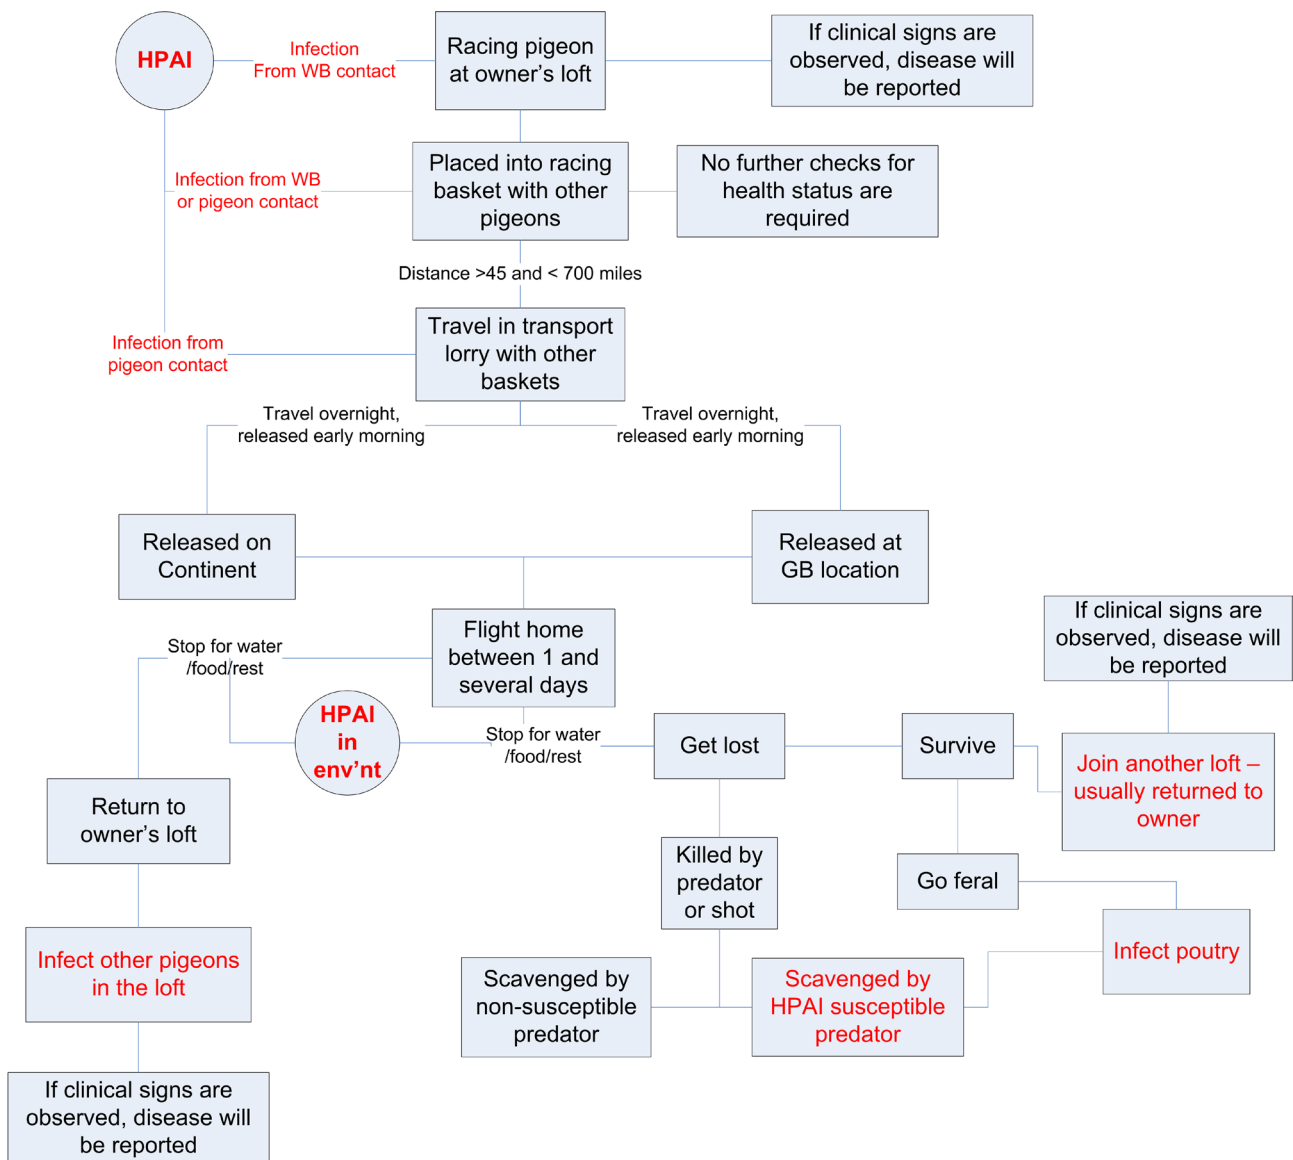 HPAI
Infection
From WB contact
Racing pigeon
at owner's loft
If clinical signs are
observed, disease will
be reported
Infection from WB
or pigeon contact
Placed into racing
basket with other
pigeons
No further checks for
health status are
required
Distance >45 and < 700 miles
Infection from
pigeon contact
Travel in transport
lorry with other
baskets
Travel overnight,
released early morning
Travel overnight,
released early morning
Released on
Continent
Released at
GB location
Flight home
between 1 and
several days
If clinical signs are
observed, disease will
be reported
Stop for water
/food/rest
HPAI
in
env'nt
Stop for water
/food/rest
Get lost
Survive
Join another loft –
usually returned to
owner
Return to
owner's loft
Killed by
predator
or shot
Go feral
Infect poutry
Infect other pigeons
in the loft
Scavenged by
non-susceptible
predator
Scavenged by
HPAI susceptible
predator
If clinical signs are
observed, disease will
be reported